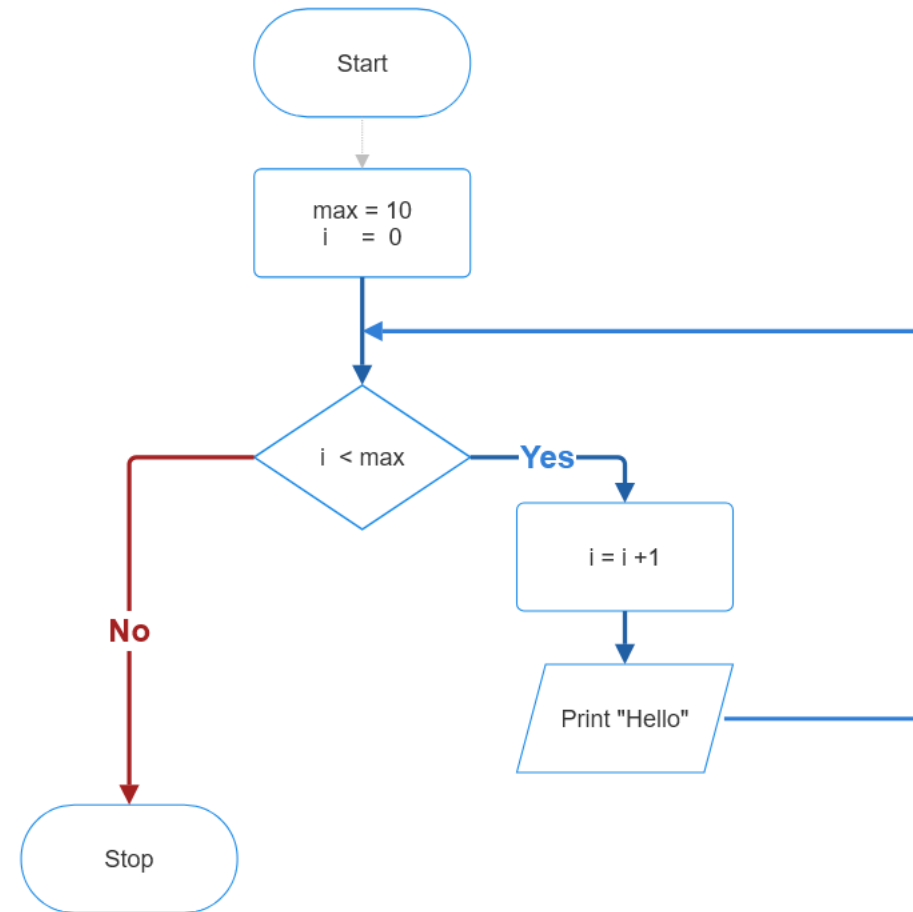 Start
max = 10
i = 0
i < max
Yes
i = i +1
No
Print "Hello"
Stop